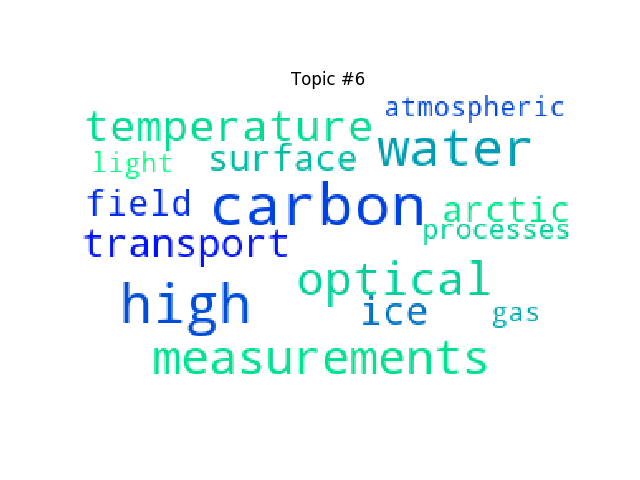 Topic #6
atmospheric
temperature
water
light
surface
field
carbon
arctic
processes
transport
optical
high
ice
gas
measurements